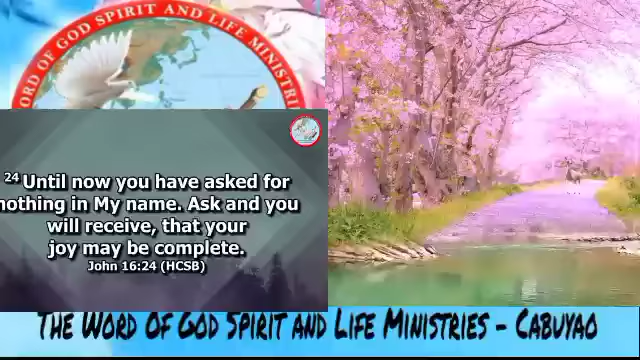 WORD OF GOD SPIRIT AND LIFE MINISTRIES
24 Until now you have asked for
nothing in My name. Ask and you
will receive, that your
joy may be complete.
John 16:24 (HCSB)
THE WORD OF GOD SPIRIT AND LIFE MINISTRIES - CABUYAO